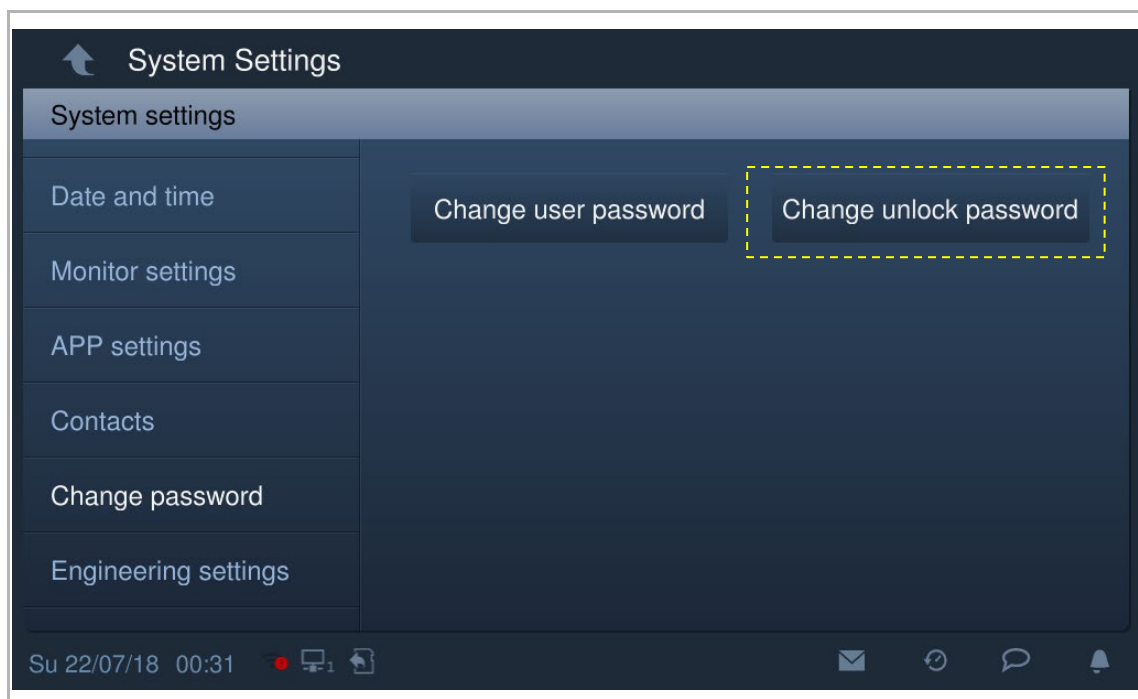 System Settings
System settings
Date and time
Change user password
Change unlock password
Monitor settings
APP settings
Contacts
Change password
Engineering settings
Su 22/07/18 00:31
1